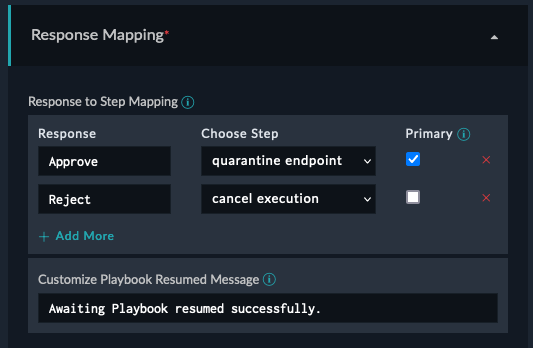 Response Mapping*
Response to Step Mapping
Response Choose Step Primary
Approve quarantine endpoint
Reject cancel execution
+ Add More
Customize Playbook Resumed Message
Awaiting Playbook resumed successfully.